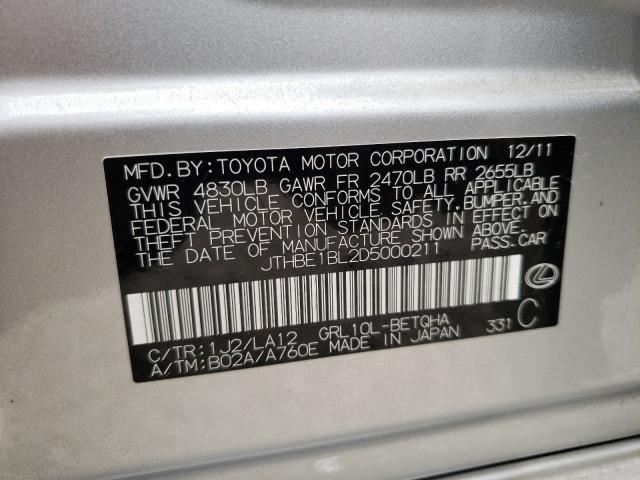 MFD. BY: TOYOTA MOTOR CORPORATION 12/11
GVWR 4830LB GAWR FR 2470LB RR 2655LB
THIS VEHICLE CONFORMS TO ALL APPLICABLE
FEDERAL MOTOR VEHICLE SAFETY, BUMPER, AND
THEFT PREVENTION STANDARDS IN EFFECT ON
THE DATE OF MANUFACTURE SHOWN ABOVE.
JTHBE1BL2D5000211 PASS. CAR
C/TR: 1J2/LA12 GRL10L-BETQHA 331 C
A/TM: B02A/A760E MADE IN JAPAN